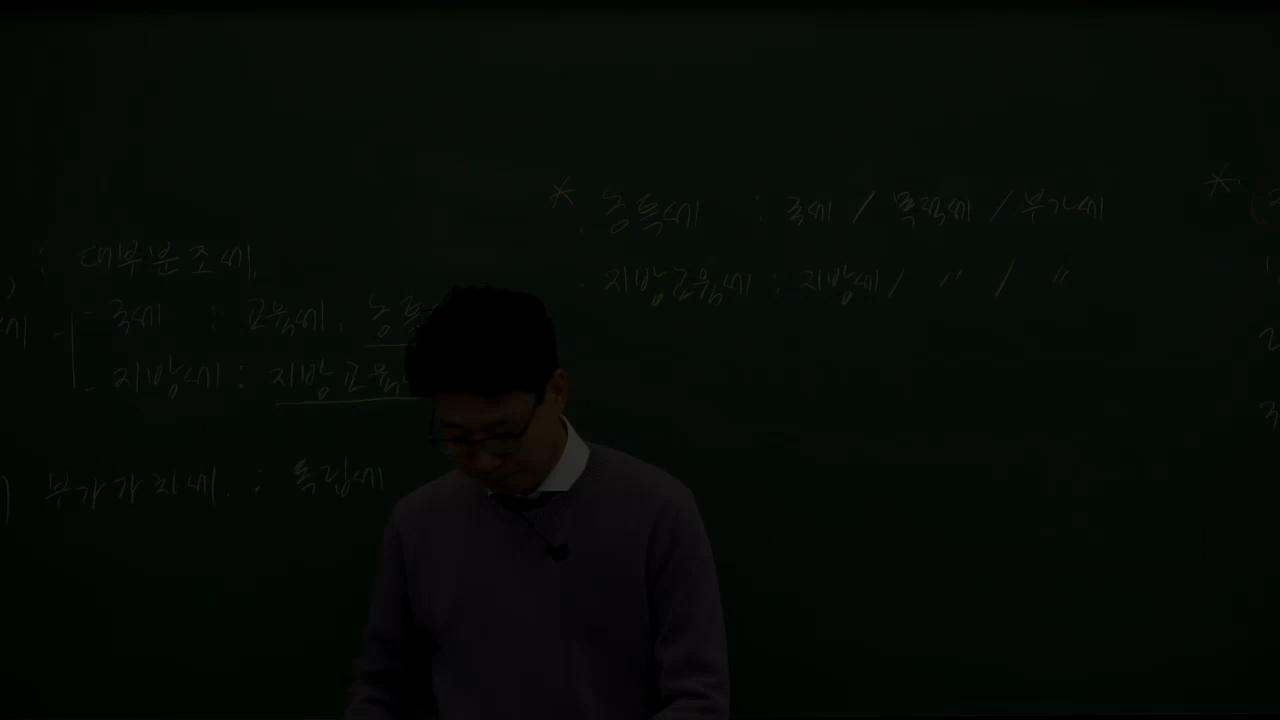 : 대부분조세.
- 국세 : 교육세, 농특
- 지방세 : 지방교육
부가가치세. : 독립세
* . 농특세 : 국세 / 목적세 / 부가세
. 지방교육세 : 지방세 / 〃 / 〃
*